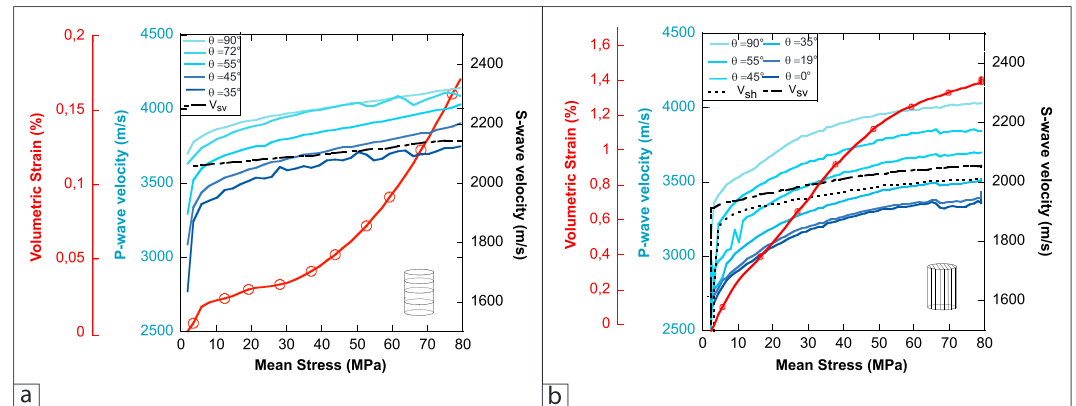 0,2
0,15
0,1
0,05
0
Volumetric Strain (%)
4500
4000
3500
3000
2500
P-wave velocity (m/s)
θ =90°
θ =72°
θ =55°
θ =45°
θ =35°
Vsv
2400
2200
2000
1800
1600
S-wave velocity (m/s)
0 10 20 30 40 50 60 70 80
Mean Stress (MPa)
a
1,6
1,4
1,2
1
0,8
0,6
0,4
0,2
0
Volumetric Strain (%)
4500
4000
3500
3000
2500
P-wave velocity (m/s)
θ =90° θ =35°
θ =55° θ =19°
θ =45° θ =0°
Vsh Vsv
2400
2200
2000
1800
1600
S-wave velocity (m/s)
0 10 20 30 40 50 60 70 80
Mean Stress (MPa)
b